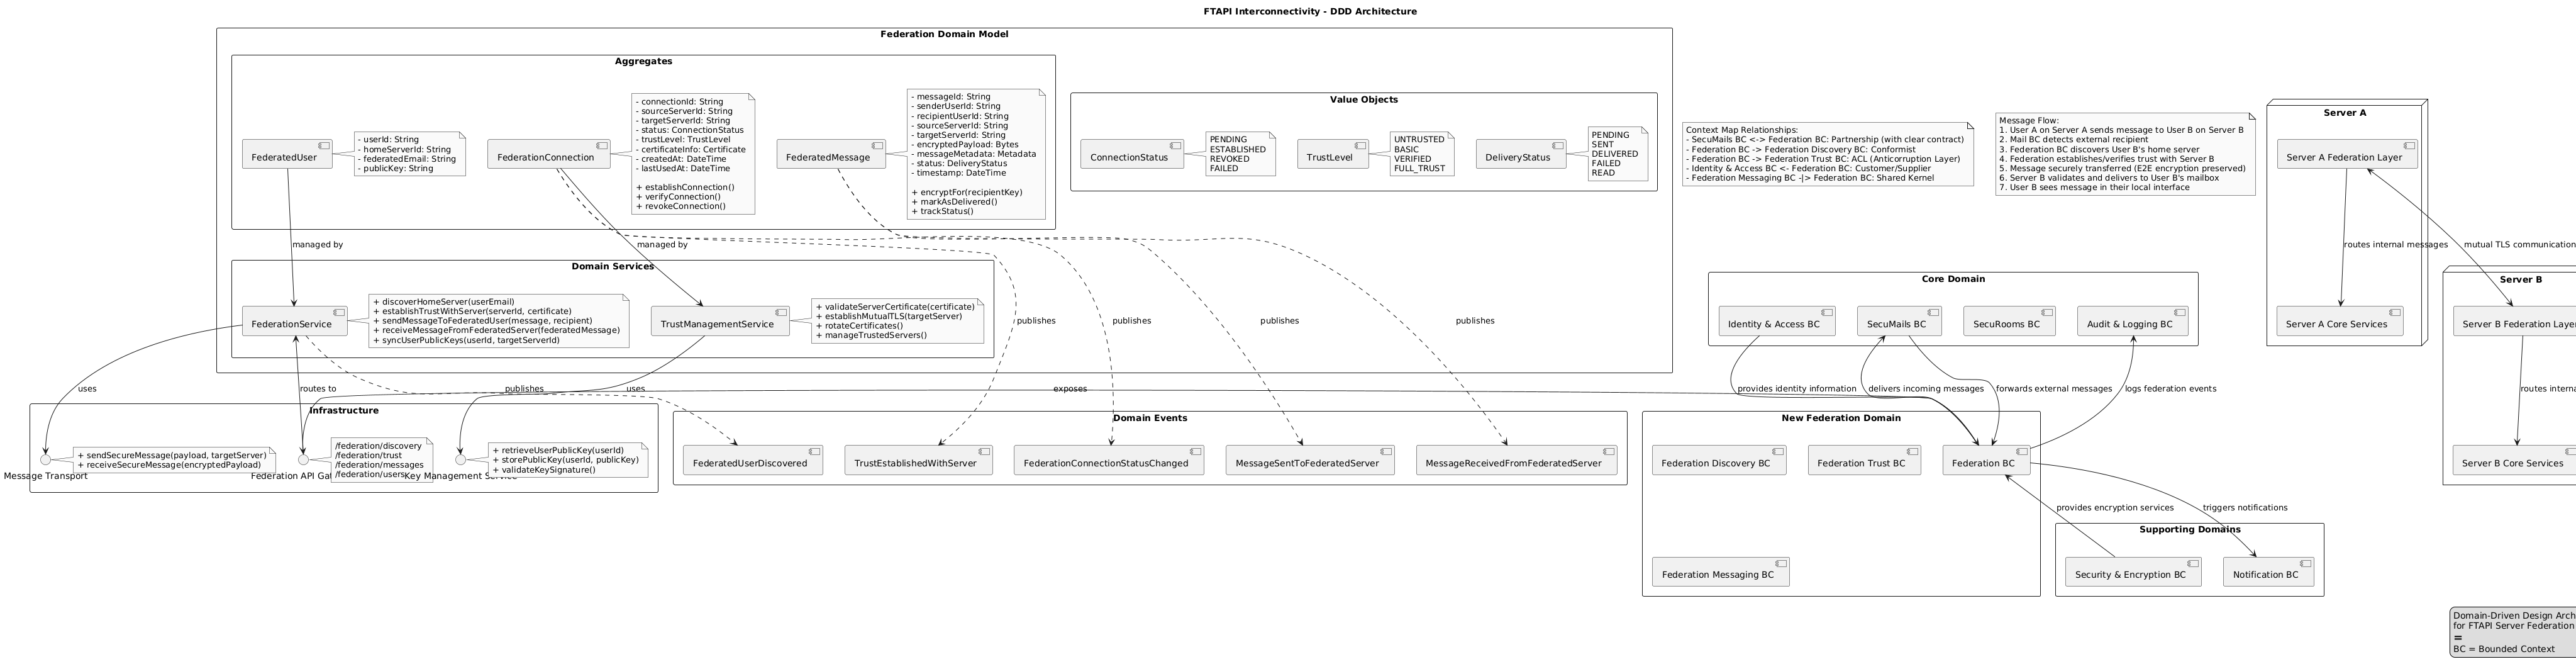 FTAPI Interconnectivity - DDD Architecture
Federation Domain Model
Aggregates
FederatedUser
- userId: String
- homeServerId: String
- federatedEmail: String
- publicKey: String
FederationConnection
- connectionId: String
- sourceServerId: String
- targetServerId: String
- status: ConnectionStatus
- trustLevel: TrustLevel
- certificateInfo: Certificate
- createdAt: DateTime
- lastUsedAt: DateTime
+ establishConnection()
+ verifyConnection()
+ revokeConnection()
FederatedMessage
- messageId: String
- senderUserId: String
- recipientUserId: String
- sourceServerId: String
- targetServerId: String
- encryptedPayload: Bytes
- messageMetadata: Metadata
- status: DeliveryStatus
- timestamp: DateTime
+ encryptFor(recipientKey)
+ markAsDelivered()
+ trackStatus()
Value Objects
ConnectionStatus
PENDING
ESTABLISHED
REVOKED
FAILED
TrustLevel
UNTRUSTED
BASIC
VERIFIED
FULL_TRUST
DeliveryStatus
PENDING
SENT
DELIVERED
FAILED
READ
Context Map Relationships:
- SecuMails BC <-> Federation BC: Partnership (with clear contract)
- Federation BC -> Federation Discovery BC: Conformist
- Federation BC -> Federation Trust BC: ACL (Anticorruption Layer)
- Identity & Access BC <- Federation BC: Customer/Supplier
- Federation Messaging BC -|> Federation BC: Shared Kernel
Message Flow:
1. User A on Server A sends message to User B on Server B
2. Mail BC detects external recipient
3. Federation BC discovers User B's home server
4. Federation establishes/verifies trust with Server B
5. Message securely transferred (E2E encryption preserved)
6. Server B validates and delivers to User B's mailbox
7. User B sees message in their local interface
Server A
Server A Federation Layer
routes internal messages
mutual TLS communication
Server A Core Services
managed by
managed by
Domain Services
FederationService
+ discoverHomeServer(userEmail)
+ establishTrustWithServer(serverId, certificate)
+ sendMessageToFederatedUser(message, recipient)
+ receiveMessageFromFederatedServer(federatedMessage)
+ syncUserPublicKeys(userId, targetServerId)
TrustManagementService
+ validateServerCertificate(certificate)
+ establishMutualTLS(targetServer)
+ rotateCertificates()
+ manageTrustedServers()
publishes
publishes
publishes
publishes
Core Domain
Identity & Access BC
SecuMails BC
SecuRooms BC
Audit & Logging BC
Server B
Server B Federation Layer
routes interna
Server B Core Services
uses
routes to
publishes
uses
exposes
provides identity information
delivers incoming messages
forwards external messages
logs federation events
Infrastructure
Message Transport
+ sendSecureMessage(payload, targetServer)
+ receiveSecureMessage(encryptedPayload)
Federation API Gat
/federation/discovery
/federation/trust
/federation/messages
/federation/users
Key Management Service
+ retrieveUserPublicKey(userId)
+ storePublicKey(userId, publicKey)
+ validateKeySignature()
Domain Events
FederatedUserDiscovered
TrustEstablishedWithServer
FederationConnectionStatusChanged
MessageSentToFederatedServer
MessageReceivedFromFederatedServer
New Federation Domain
Federation Discovery BC
Federation Trust BC
Federation BC
Federation Messaging BC
provides encryption services
triggers notifications
Supporting Domains
Security & Encryption BC
Notification BC
Domain-Driven Design Arch
for FTAPI Server Federation
=
BC = Bounded Context